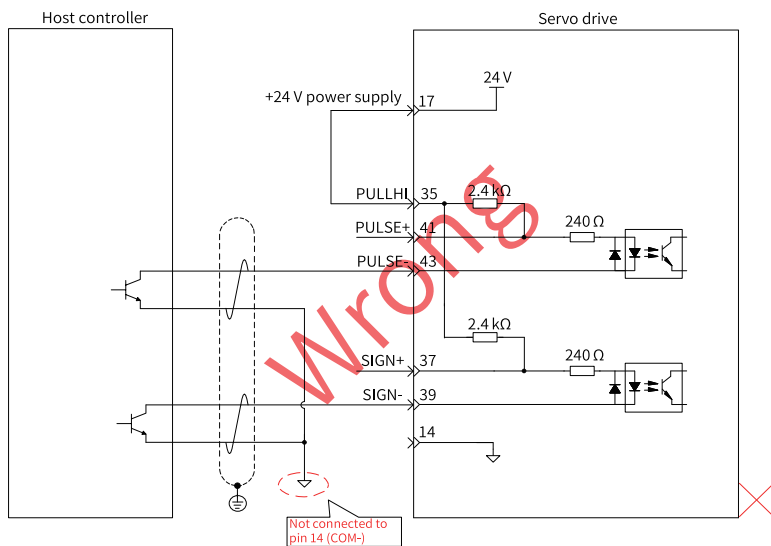 Host controller
Servo drive
24 V
+24 V power supply
17
PULLHI
35
2.4 kΩ
PULSE+
41
240 Ω
PULSE-
43
Wrong
2.4 kΩ
SIGN+
37
240 Ω
SIGN-
39
14
Not connected to
pin 14 (COM-)